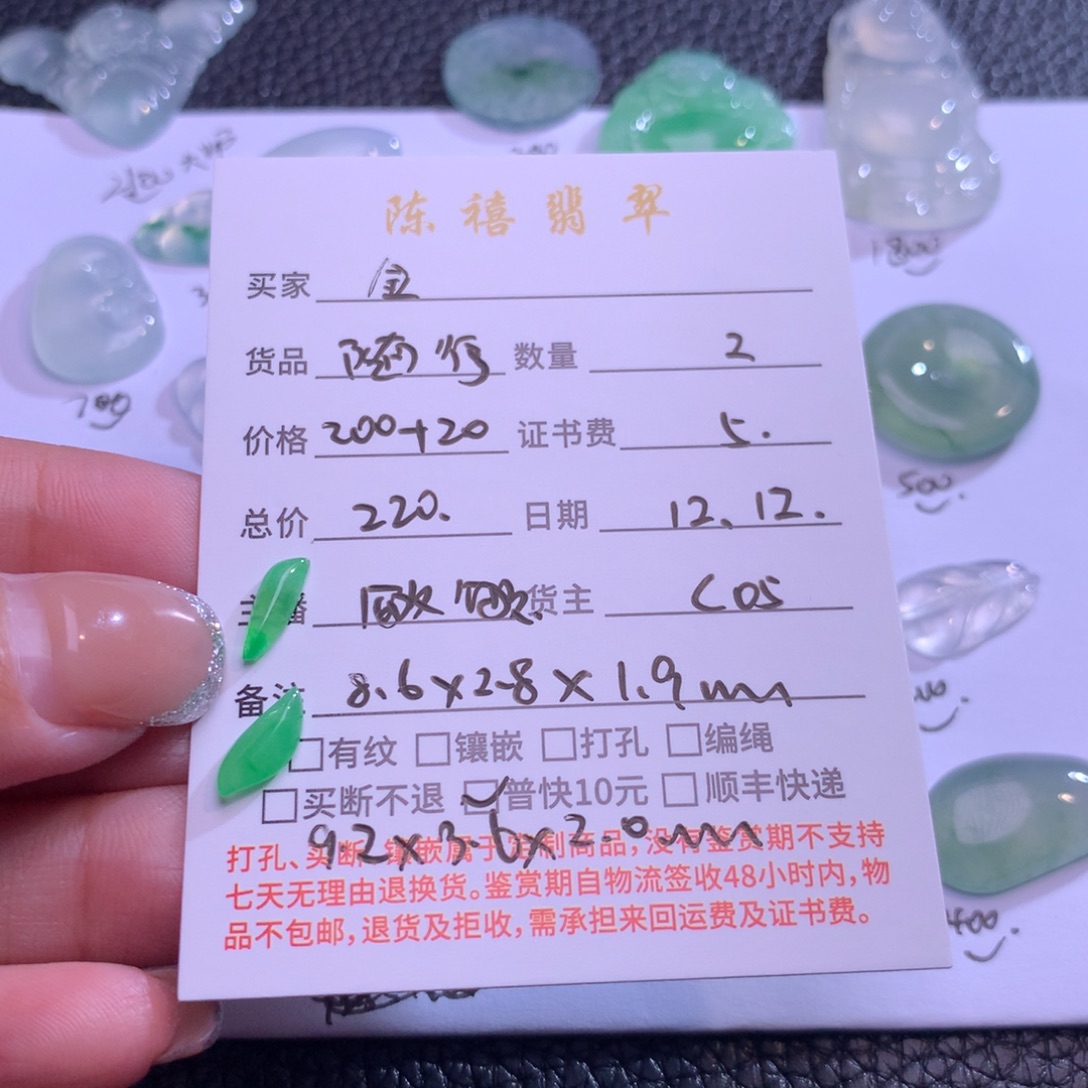 陈禧翡翠
买家 金
货品 随形 数量 2
价格 200+20 证书费 5.
总价 220. 日期 12.12.
主播 货主 COS
备注 8.6×2.8×1.9mm
□有纹 □镶嵌 □打孔 □编绳
□买断不退 ☑普快10元 □顺丰快递
9.2×3.6×2.0mm
打孔、买断、镶嵌属于定制商品,没有鉴赏期不支持
七天无理由退换货。鉴赏期自物流签收48小时内,物
品不包邮,退货及拒收,需承担来回运费及证书费。
1800
500.
400.